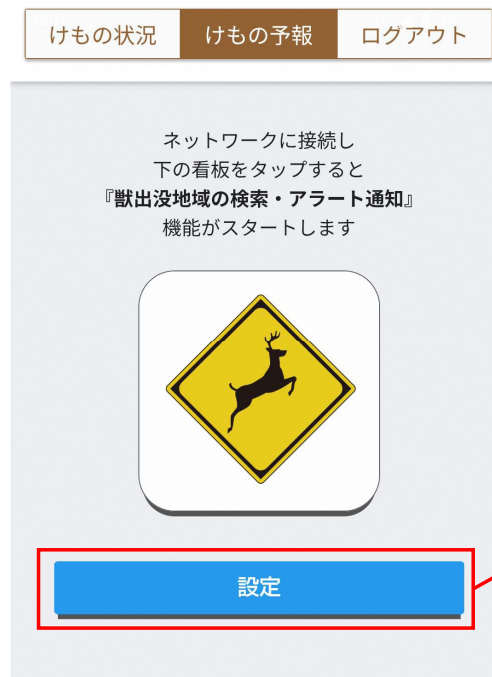 けもの状況 けもの予報 ログアウト
ネットワークに接続し
下の看板をタップすると
『獣出没地域の検索・アラート通知』
機能がスタートします
設定